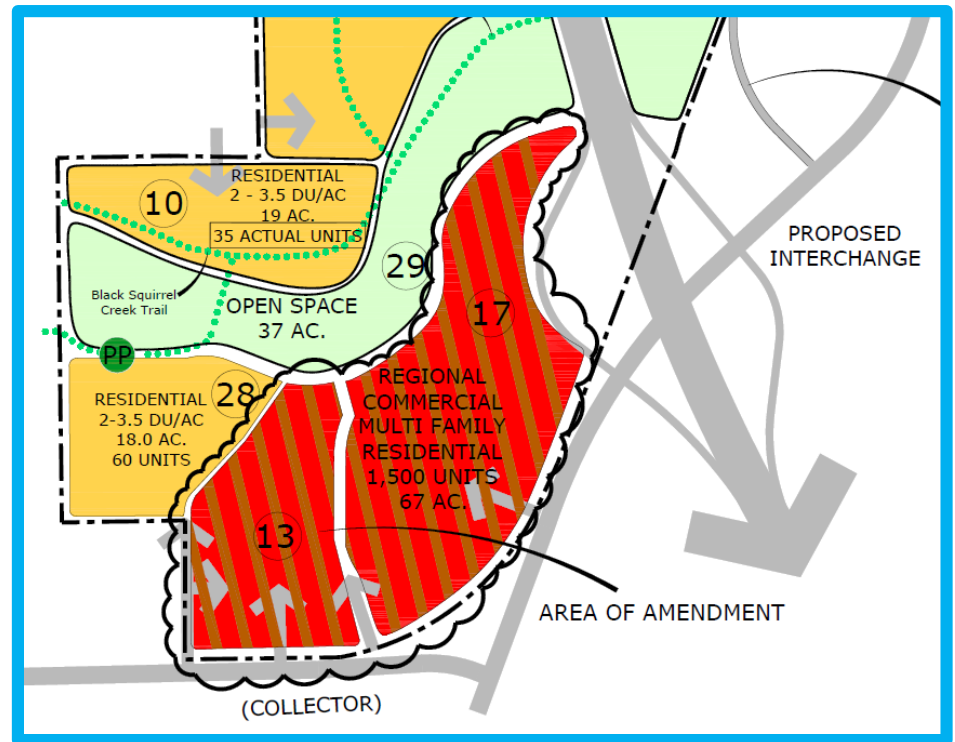 10
RESIDENTIAL
2 - 3.5 DU/AC
19 AC.
35 ACTUAL UNITS
PROPOSED
INTERCHANGE
29
Black Squirrel
Creek Trail
OPEN SPACE
37 AC.
17
PP
28
RESIDENTIAL
2-3.5 DU/AC
18.0 AC.
60 UNITS
REGIONAL
COMMERCIAL
MULTI FAMILY
RESIDENTIAL
1,500 UNITS
67 AC.
13
AREA OF AMENDMENT
(COLLECTOR)